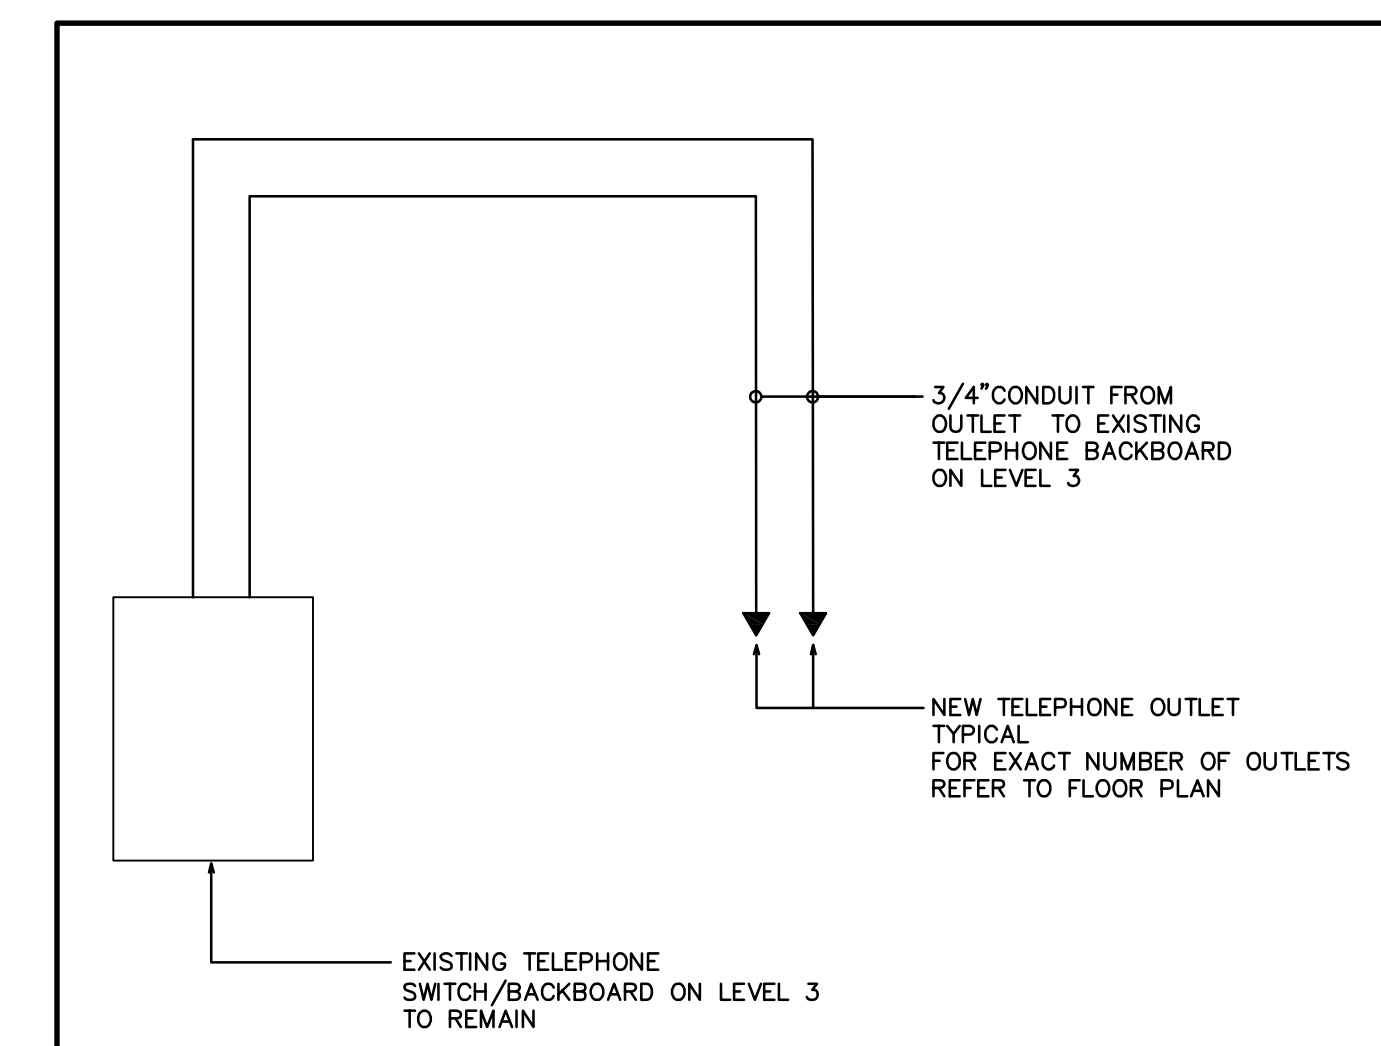 3/4”CONDUIT FROM
OUTLET TO EXISTING
TELEPHONE BACKBOARD
ON LEVEL 3
NEW TELEPHONE OUTLET
TYPICAL
FOR EXACT NUMBER OF OUTLETS
REFER TO FLOOR PLAN
EXISTING TELEPHONE
SWITCH/BACKBOARD ON LEVEL 3
TO REMAIN